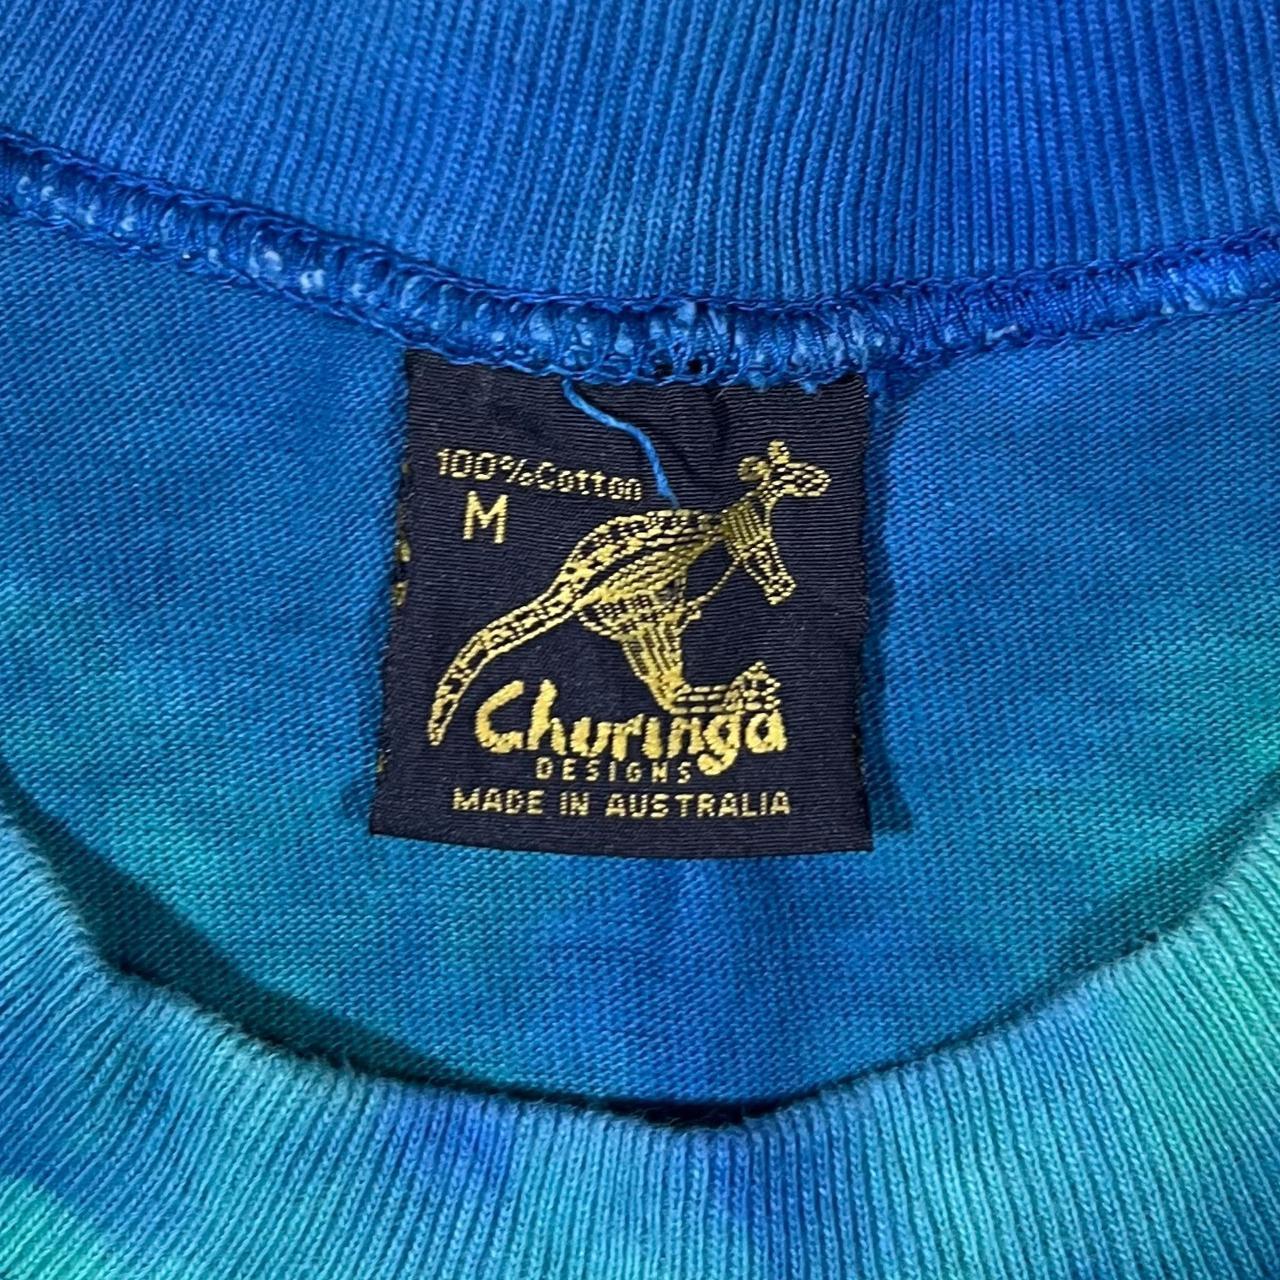 100%Cotton
M
Churinga
DESIGNS
MADE IN AUSTRALIA